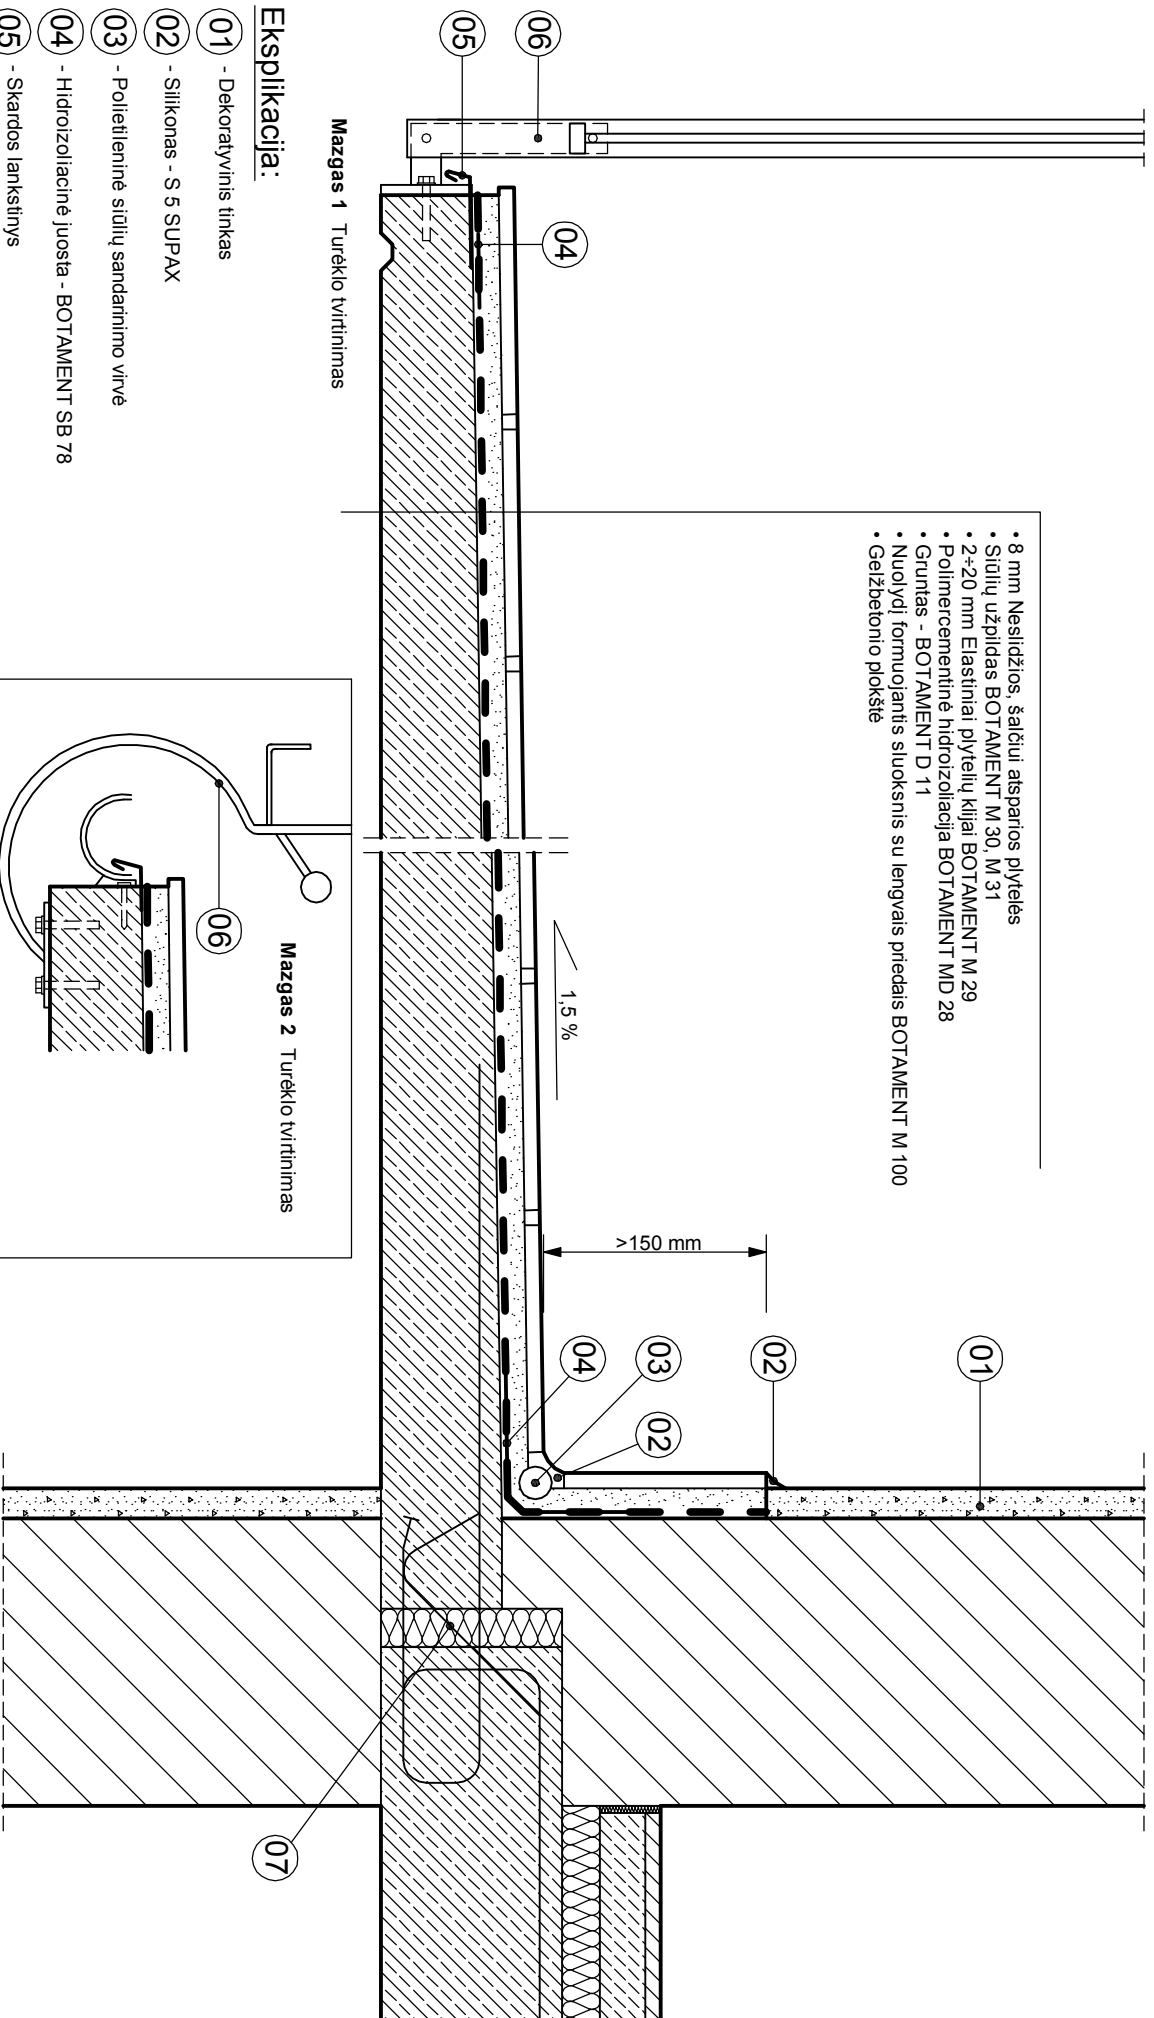 • 8 mm Neslidžios, šalčiui atsparios plytelės
• Siūlių užpildas BOTAMENT M 30, M 31
• 2÷20 mm Elastiniai plytelių klijai BOTAMENT M 29
• Polimercementinė hidroizoliacija BOTAMENT MD 28
• Gruntas - BOTAMENT D 11
• Nuolydį formuojantis sluoksnis su lengvais priedais BOTAMENT M 100
• Gelžbetonio plokštė
01
02
>150 mm
03
04
02
06
05
04
1,5 %
07
Mazgas 1 Turėklo tvirtinimas
Mazgas 2 Turėklo tvirtinimas
06
Eksplikacija:
01 - Dekoratyvinis tinkas
02 - Silikonas - S 5 SUPAX
03 - Polietileninė siūlių sandarinimo virvė
04 - Hidroizoliacinė juosta - BOTAMENT SB 78
05 - Skardos lankstinys